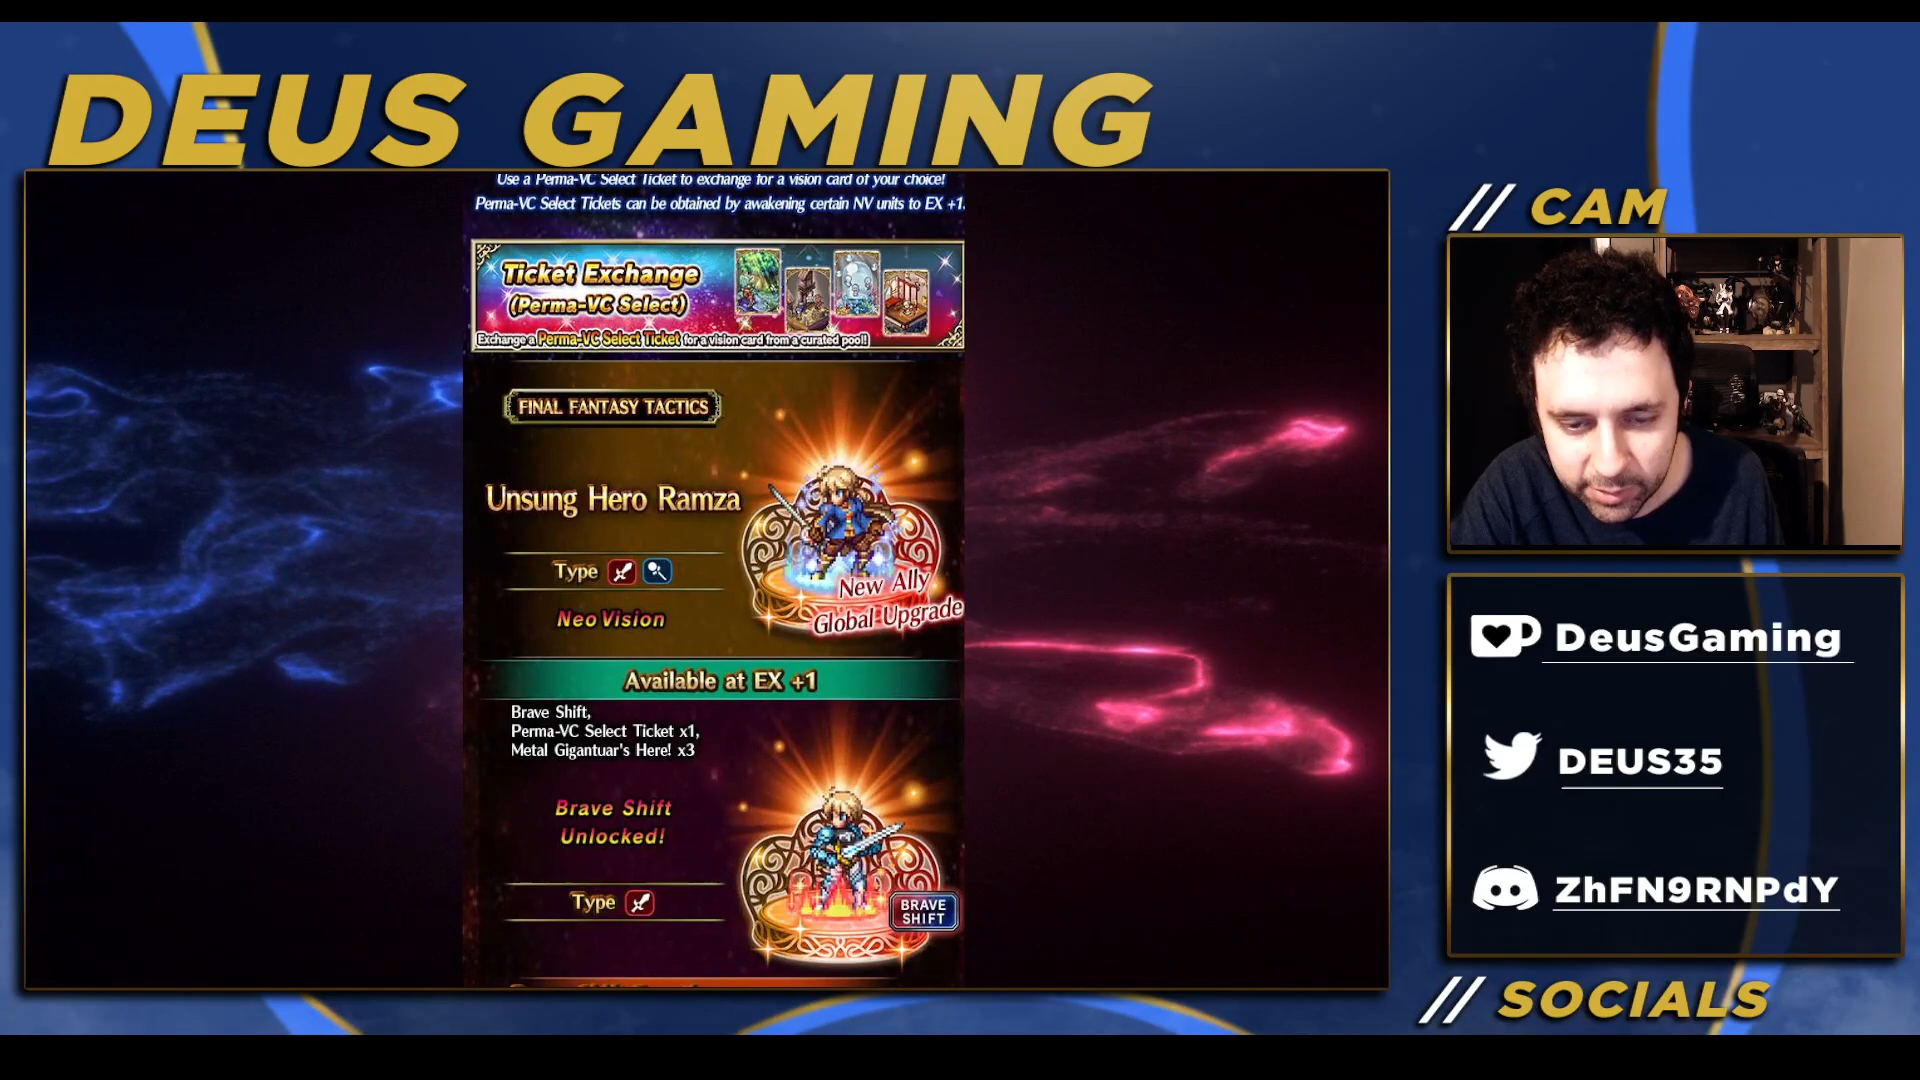 DEUS GAMING
Use a Perma-VC Select Ticket to exchange for a vision card of your choice!
Perma-VC Select Tickets can be obtained by awakening certain NV units to EX +1.
Ticket Exchange
(Perma-VC Select)
Exchange a Perma-VC Select Ticket for a vision card from a curated pool!
FINAL FANTASY TACTICS
Unsung Hero Ramza
Type
NeoVision
New Ally
Global Upgrade
Available at EX +1
Brave Shift,
Perma-VC Select Ticket x1,
Metal Gigantuar's Here! x3
Brave Shift
Unlocked!
Type
BRAVE
SHIFT
// CAM
DeusGaming
DEUS35
ZhFN9RNPdY
// SOCIALS